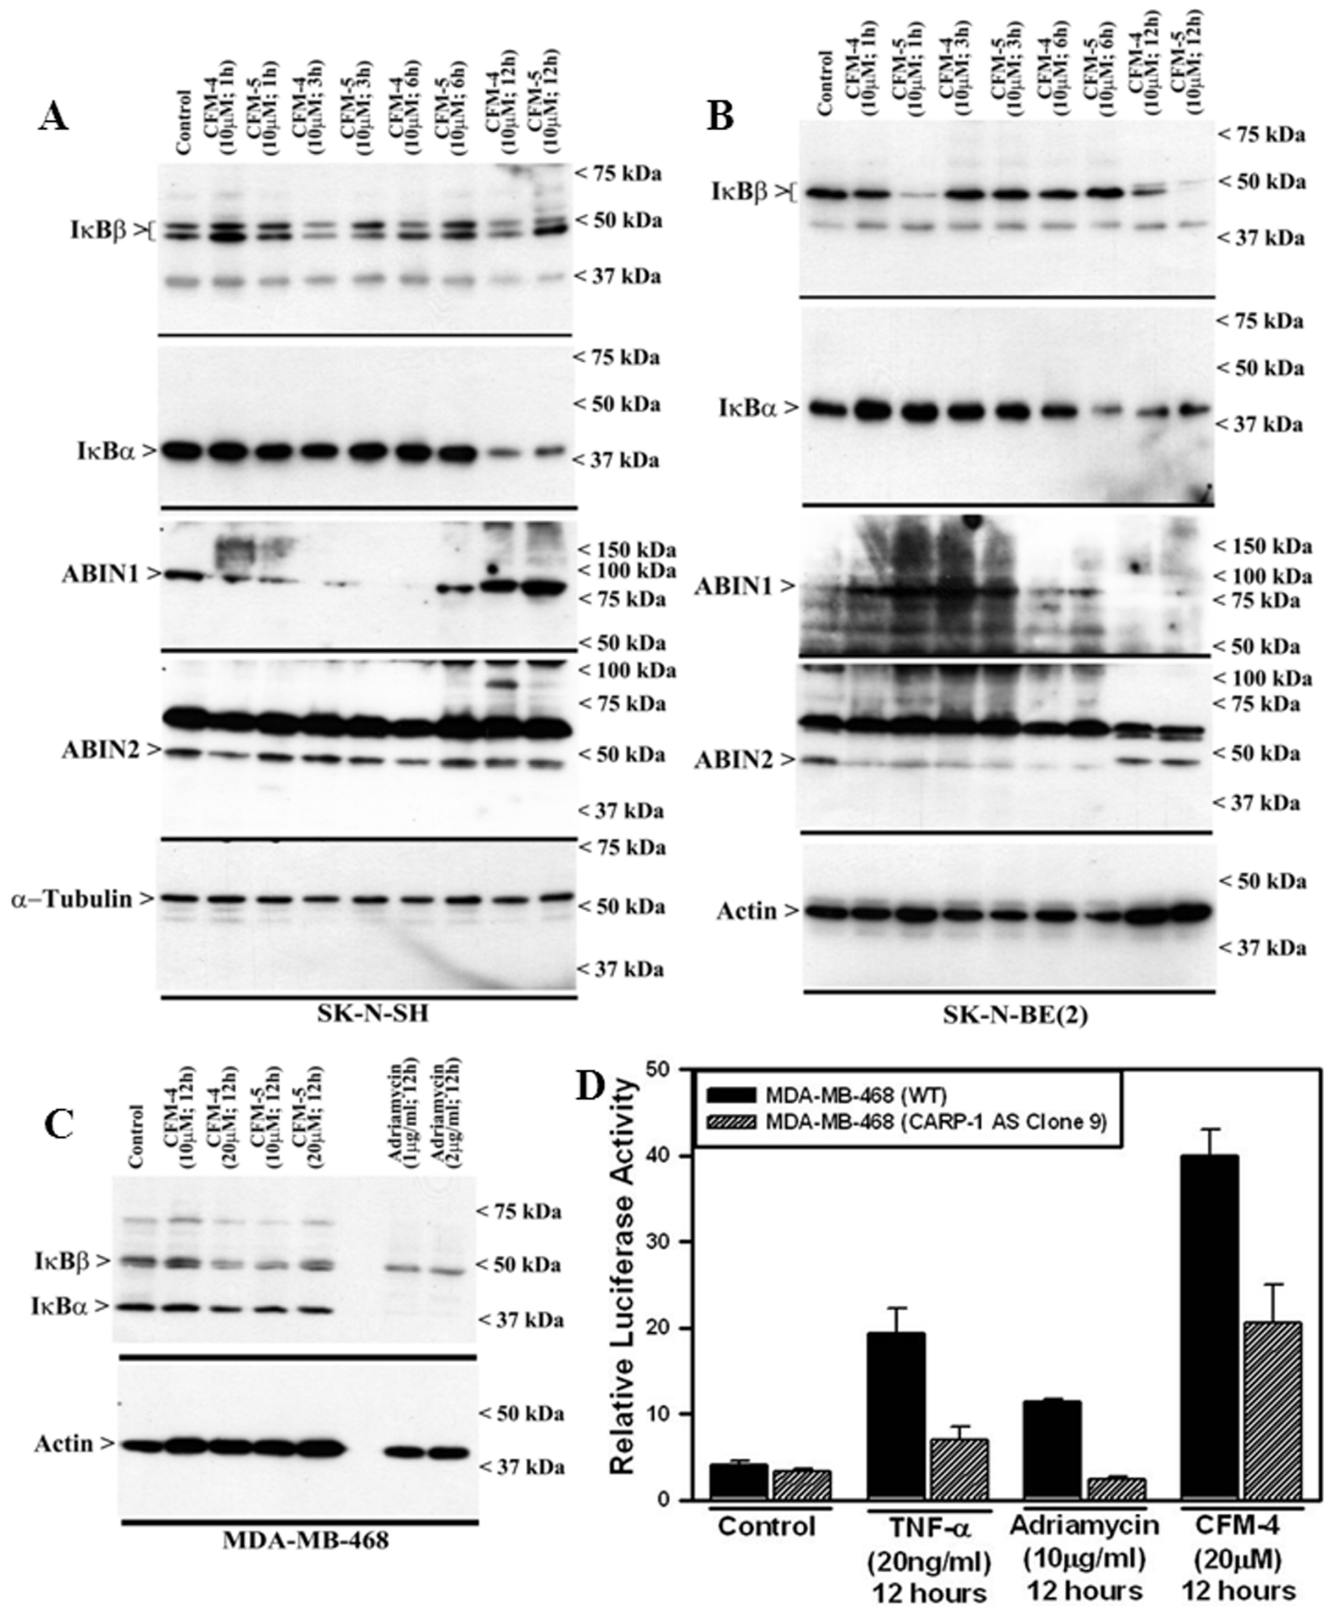 A
Control
CFM-4
(10μM; 1h)
CFM-5
(10μM; 1h)
CFM-4
(10μM; 3h)
CFM-5
(10μM; 3h)
CFM-4
(10μM; 6h)
CFM-5
(10μM; 6h)
CFM-4
(10μM; 12h)
CFM-5
(10μM; 12h)
IκBβ >[
< 75 kDa
< 50 kDa
< 37 kDa
IκBα >
< 75 kDa
< 50 kDa
< 37 kDa
ABIN1 >
< 150 kDa
< 100 kDa
< 75 kDa
< 50 kDa
ABIN2 >
< 100 kDa
< 75 kDa
< 50 kDa
< 37 kDa
α–Tubulin >
< 75 kDa
< 50 kDa
< 37 kDa
SK-N-SH
B
Control
CFM-4
(10μM; 1h)
CFM-5
(10μM; 1h)
CFM-4
(10μM; 3h)
CFM-5
(10μM; 3h)
CFM-4
(10μM; 6h)
CFM-5
(10μM; 6h)
CFM-4
(10μM; 12h)
CFM-5
(10μM; 12h)
IκBβ >[
< 75 kDa
< 50 kDa
< 37 kDa
IκBα >
< 75 kDa
< 50 kDa
< 37 kDa
ABIN1 >
< 150 kDa
< 100 kDa
< 75 kDa
< 50 kDa
ABIN2 >
< 100 kDa
< 75 kDa
< 50 kDa
< 37 kDa
Actin >
< 50 kDa
< 37 kDa
SK-N-BE(2)
C
Control
CFM-4
(10μM; 12h)
CFM-4
(20μM; 12h)
CFM-5
(10μM; 12h)
CFM-5
(20μM; 12h)
Adriamycin
(1μg/ml; 12h)
Adriamycin
(2μg/ml; 12h)
IκBβ >
IκBα >
< 75 kDa
< 50 kDa
< 37 kDa
Actin >
< 50 kDa
< 37 kDa
MDA-MB-468
D
Relative Luciferase Activity
50
40
30
20
10
0
MDA-MB-468 (WT)
MDA-MB-468 (CARP-1 AS Clone 9)
Control
TNF-α
(20ng/ml)
12 hours
Adriamycin
(10μg/ml)
12 hours
CFM-4
(20μM)
12 hours